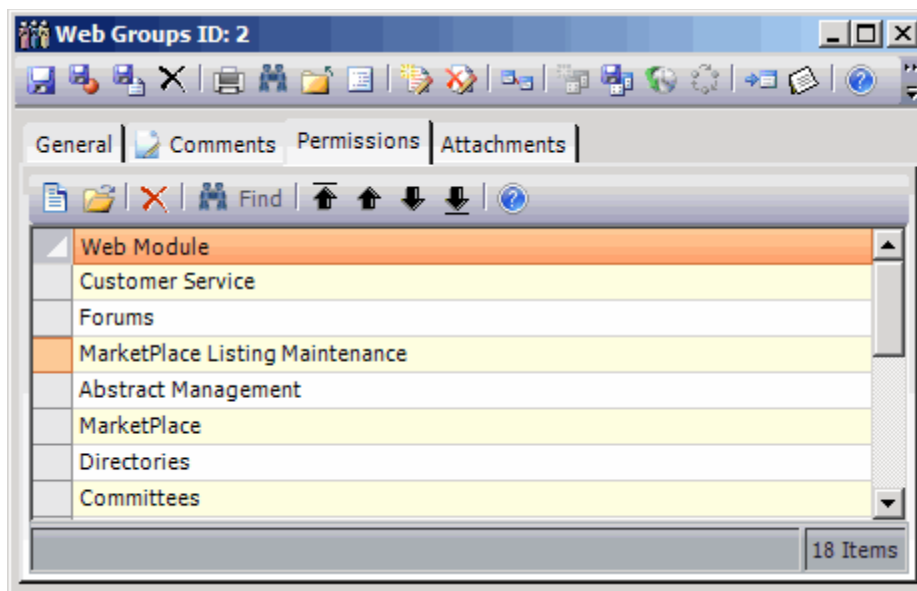 Web Groups ID: 2
General Comments Permissions Attachments
Find
Web Module
Customer Service
Forums
MarketPlace Listing Maintenance
Abstract Management
MarketPlace
Directories
Committees
18 Items